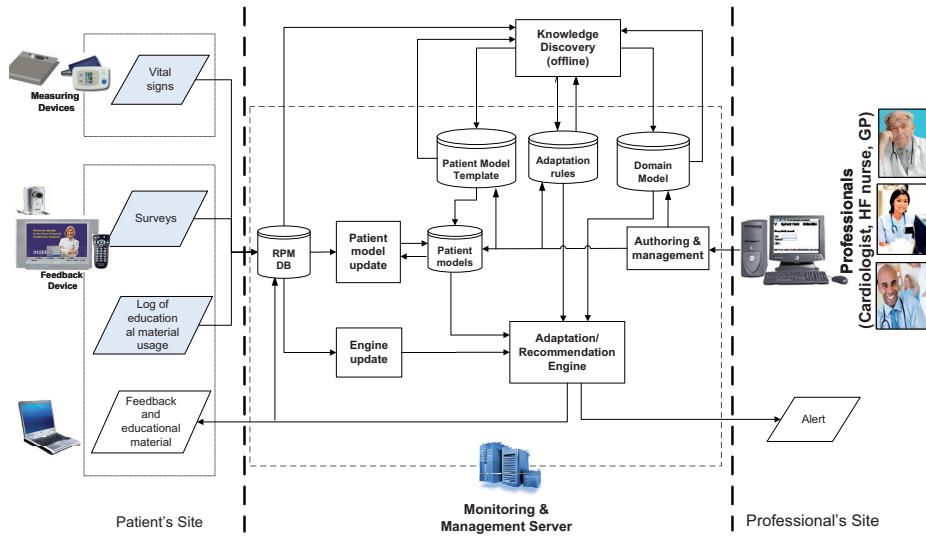 Knowledge
Discovery
(offline)
Vital
signs
Measuring
Devices
Patient Model
Template
Adaptation
rules
Domain
Model
Professionals
(Cardiologist, HF nurse, GP)
Surveys
Feedback
Device
RPM
DB
Patient
model
update
Patient
models
Authoring &
management
Log of
education
al material
usage
Engine
update
Adaptation/
Recommendation
Engine
Feedback and
educational
material
Alert
Monitoring &
Management Server
Patient's Site
Professional's Site